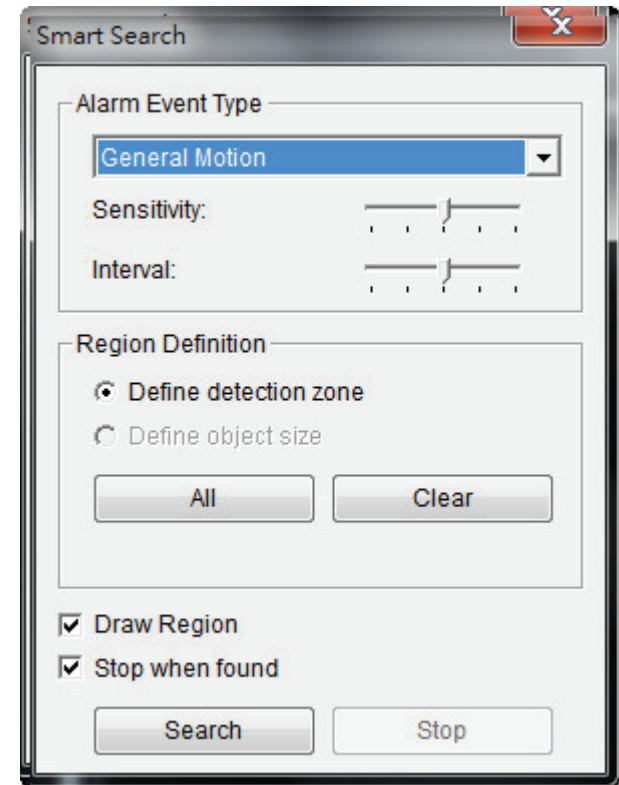 Smart Search
Alarm Event Type
General Motion
Sensitivity:
Interval:
Region Definition
Define detection zone
Define object size
All Clear
Draw Region
Stop when found
Search Stop